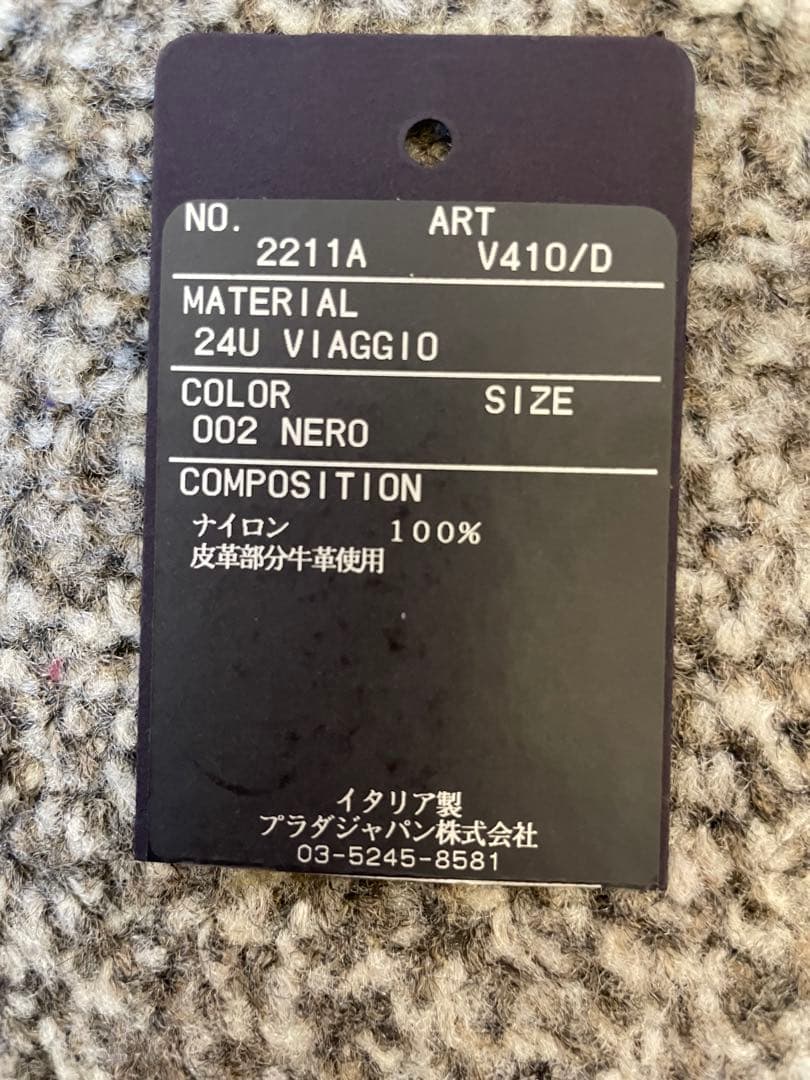 NO. ART
2211A V410/D
MATERIAL
24U VIAGGIO
COLOR SIZE
002 NERO
COMPOSITION
ナイロン 100%
皮革部分牛革使用
イタリア製
プラダジャパン株式会社
03-5245-8581